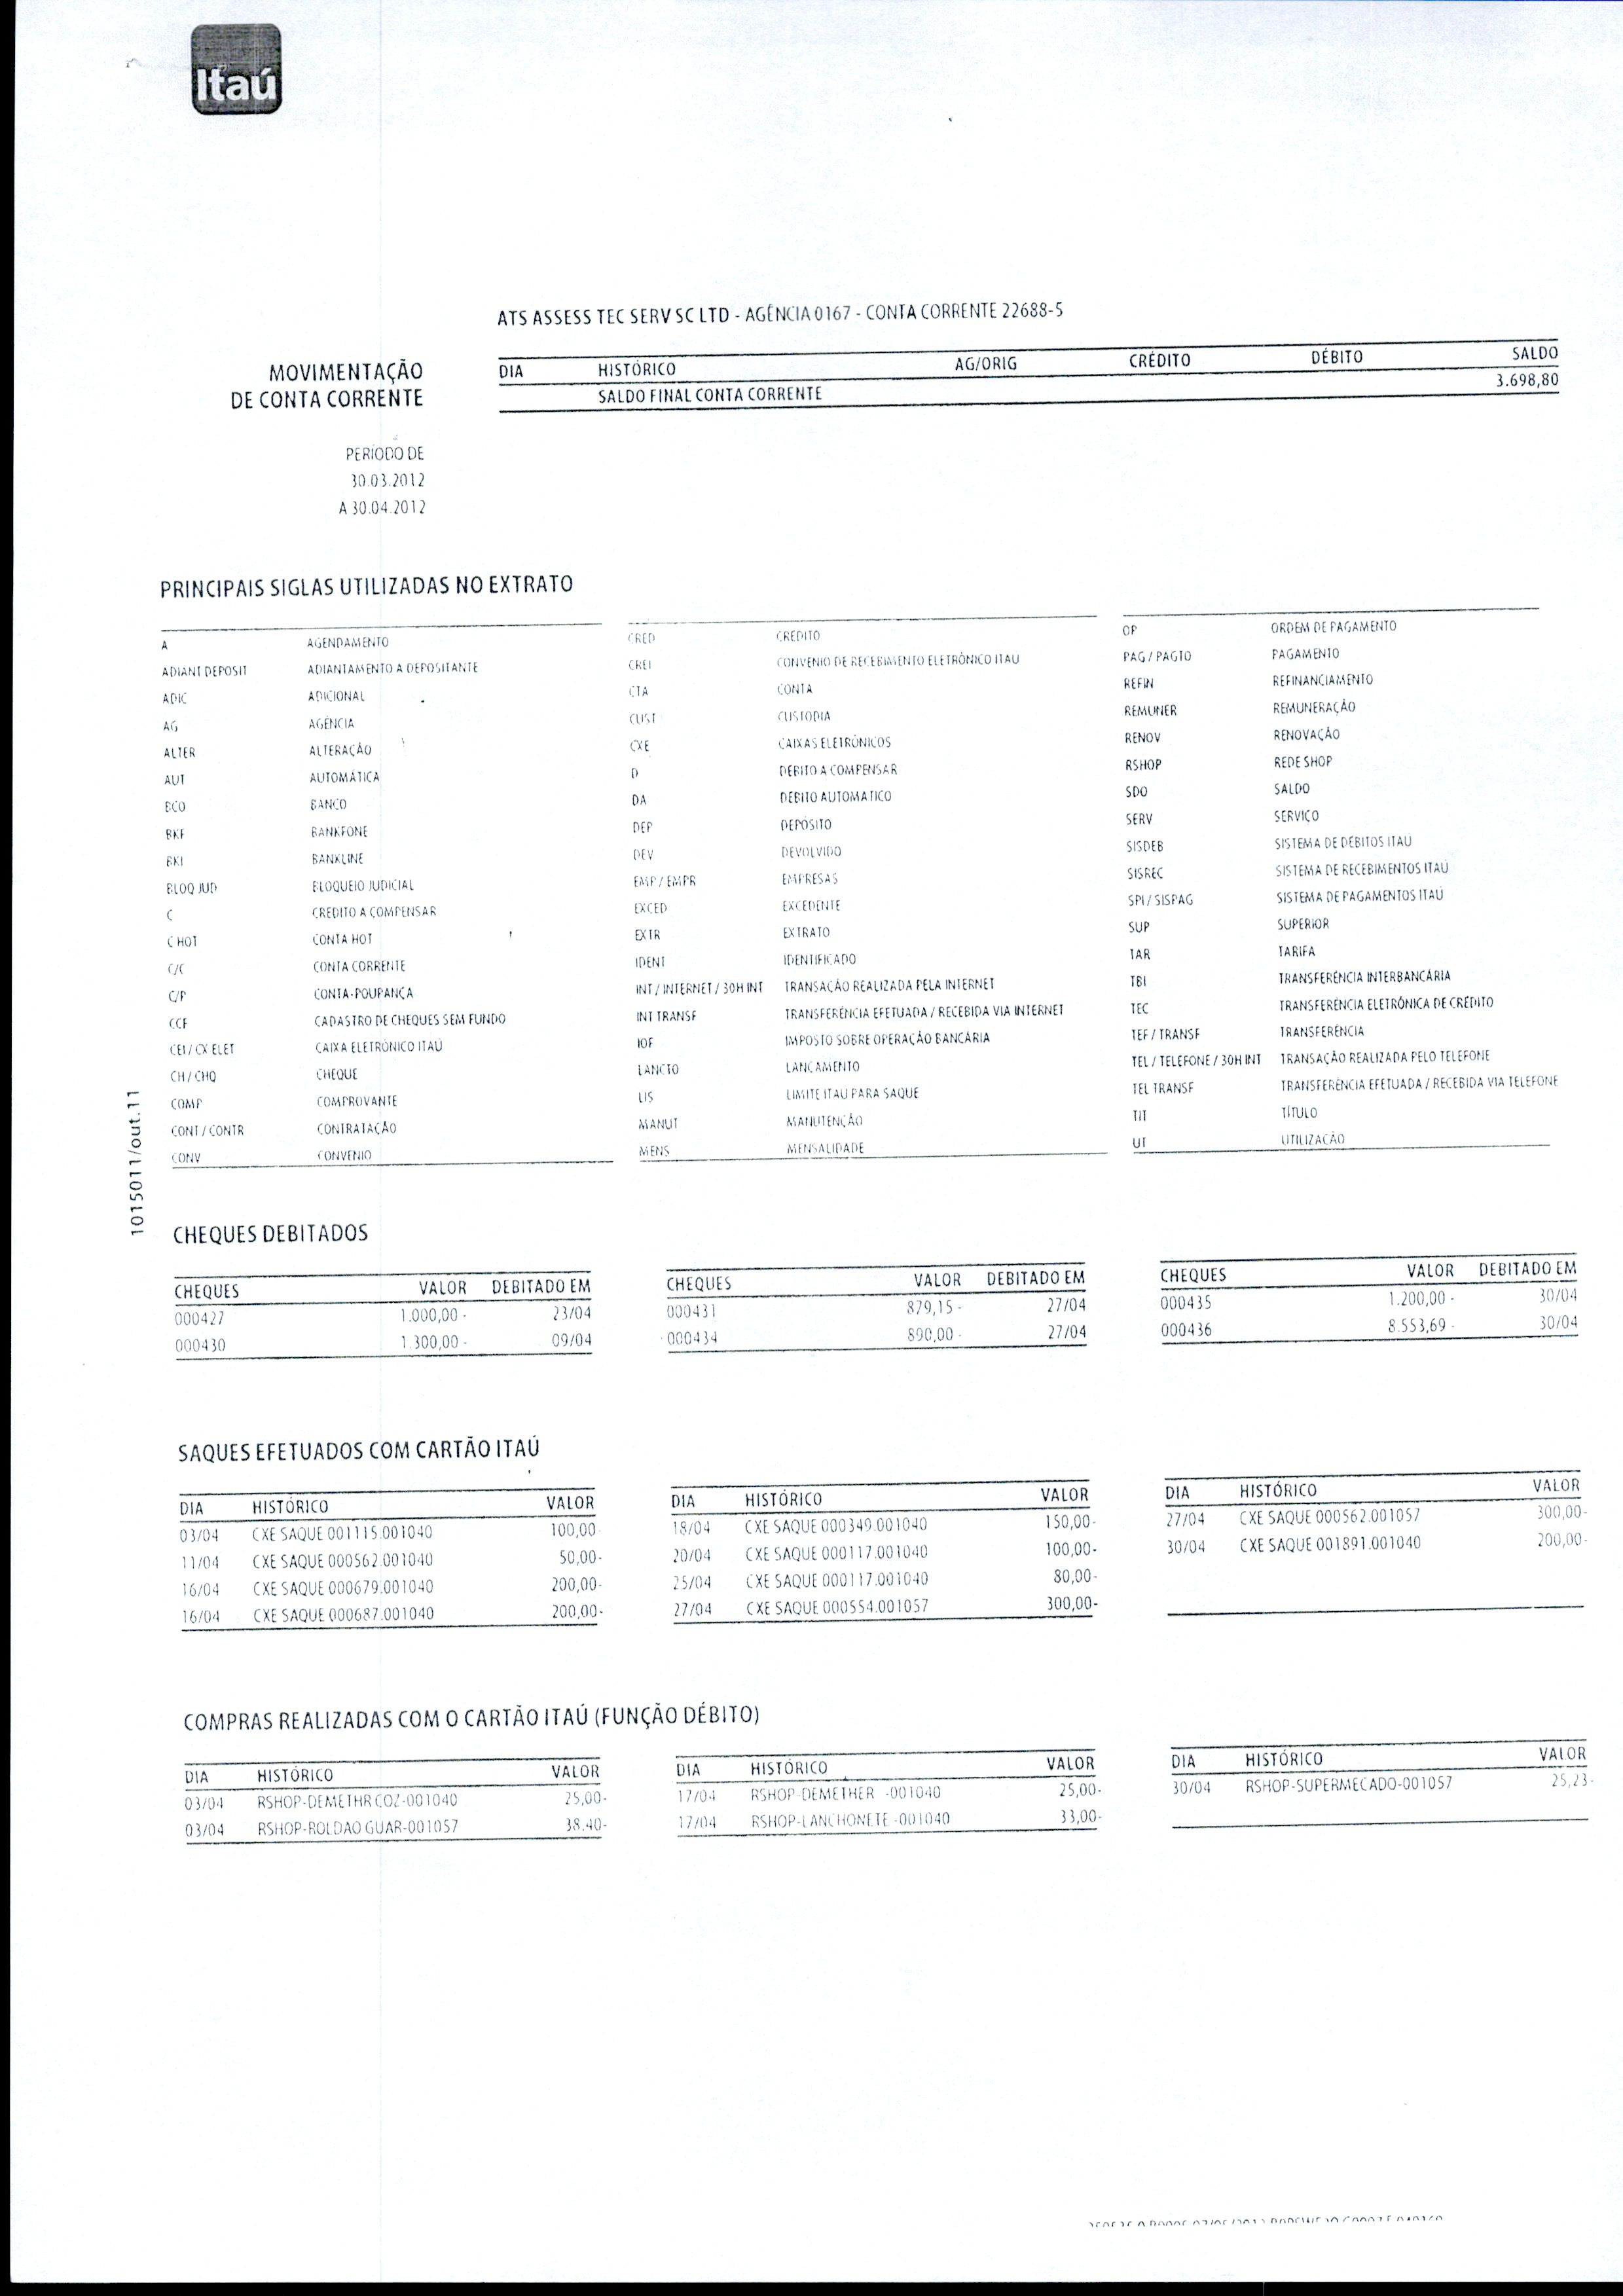 Itaú
ATS ASSESS TEC SERV SC LTD - AGÊNCIA 0167 - CONTA CORRENTE 22688-5
MOVIMENTAÇÃO
DE CONTA CORRENTE
DIA HISTÓRICO AG/ORIG CRÉDITO DÉBITO SALDO
SALDO FINAL CONTA CORRENTE 3.698,80
PERÍODO DE
30.03.2012
A 30.04.2012
PRINCIPAIS SIGLAS UTILIZADAS NO EXTRATO
A AGENDAMENTO
ADIANT DEPOSIT ADIANTAMENTO A DEPOSITANTE
ADIC ADICIONAL
AG AGÊNCIA
ALTER ALTERAÇÃO
AUT AUTOMÁTICA
BCO BANCO
BKF BANKFONE
BKI BANKLINE
BLOQ JUD BLOQUEIO JUDICIAL
C CREDITO A COMPENSAR
C HOT CONTA HOT
C/C CONTA CORRENTE
C/P CONTA-POUPANÇA
CCF CADASTRO DE CHEQUES SEM FUNDO
CEI / CX ELET CAIXA ELETRÔNICO ITAÚ
CH / CHQ CHEQUE
COMP COMPROVANTE
CONT / CONTR CONTRATAÇÃO
CONV CONVENIO
CRED CREDITO
CREI CONVENIO DE RECEBIMENTO ELETRÔNICO ITAU
CTA CONTA
CUST CUSTODIA
CXE CAIXAS ELETRÔNICOS
D DEBITO A COMPENSAR
DA DEBITO AUTOMATICO
DEP DEPOSITO
DEV DEVOLVIDO
EMP / EMPR EMPRESAS
EXCED EXCEDENTE
EXTR EXTRATO
IDENT IDENTIFICADO
INT / INTERNET / 30H INT TRANSAÇÃO REALIZADA PELA INTERNET
INT TRANSF TRANSFERÊNCIA EFETUADA / RECEBIDA VIA INTERNET
IOF IMPOSTO SOBRE OPERAÇÃO BANCÁRIA
LANCTO LANÇAMENTO
LIS LIMITE ITAU PARA SAQUE
MANUT MANUTENÇÃO
MENS MENSALIDADE
OP ORDEM DE PAGAMENTO
PAG / PAGTO PAGAMENTO
REFIN REFINANCIAMENTO
REMUNER REMUNERAÇÃO
RENOV RENOVAÇÃO
RSHOP REDE SHOP
SDO SALDO
SERV SERVIÇO
SISDEB SISTEMA DE DÉBITOS ITAÚ
SISREC SISTEMA DE RECEBIMENTOS ITAÚ
SPI / SISPAG SISTEMA DE PAGAMENTOS ITAÚ
SUP SUPERIOR
TAR TARIFA
TBI TRANSFERÊNCIA INTERBANCÁRIA
TEC TRANSFERÊNCIA ELETRÔNICA DE CRÉDITO
TEF / TRANSF TRANSFERÊNCIA
TEL / TELEFONE / 30H INT TRANSAÇÃO REALIZADA PELO TELEFONE
TEL TRANSF TRANSFERÊNCIA EFETUADA / RECEBIDA VIA TELEFONE
TIT TÍTULO
UT UTILIZAÇÃO
1015011/out.11
CHEQUES DEBITADOS
CHEQUES VALOR DEBITADO EM
000427 1.000,00 - 23/04
000430 1.300,00 - 09/04
CHEQUES VALOR DEBITADO EM
000431 879,15 - 27/04
000434 890,00 - 27/04
CHEQUES VALOR DEBITADO EM
000435 1.200,00 - 30/04
000436 8.553,69 - 30/04
SAQUES EFETUADOS COM CARTÃO ITAÚ
DIA HISTÓRICO VALOR
03/04 CXE SAQUE 001115.001040 100,00-
11/04 CXE SAQUE 000562.001040 50,00-
16/04 CXE SAQUE 000679.001040 200,00-
16/04 CXE SAQUE 000687.001040 200,00-
DIA HISTÓRICO VALOR
18/04 CXE SAQUE 000349.001040 150,00-
20/04 CXE SAQUE 000117.001040 100,00-
25/04 CXE SAQUE 000117.001040 80,00-
27/04 CXE SAQUE 000554.001057 300,00-
DIA HISTÓRICO VALOR
27/04 CXE SAQUE 000562.001057 300,00-
30/04 CXE SAQUE 001891.001040 200,00-
COMPRAS REALIZADAS COM O CARTÃO ITAÚ (FUNÇÃO DÉBITO)
DIA HISTÓRICO VALOR
03/04 RSHOP-DEMETHR COZ-001040 25,00-
03/04 RSHOP-ROLDAO GUAR-001057 38,40-
DIA HISTÓRICO VALOR
17/04 RSHOP-DEMETHER -001040 25,00-
17/04 RSHOP-LANCHONETE -001040 33,00-
DIA HISTÓRICO VALOR
30/04 RSHOP-SUPERMECADO-001057 25,23-